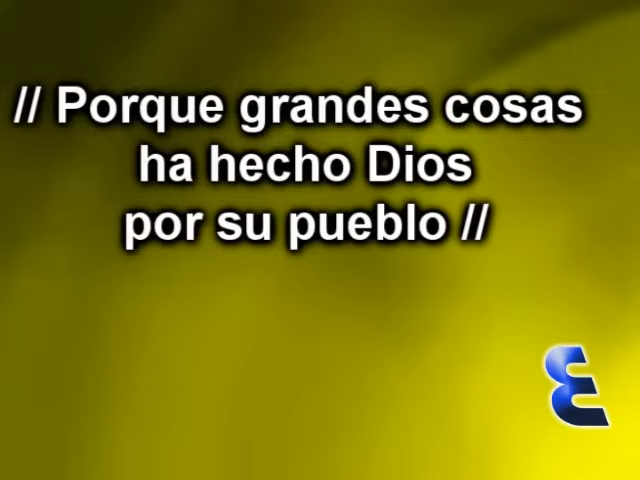 // Porque grandes cosas
ha hecho Dios
por su pueblo //